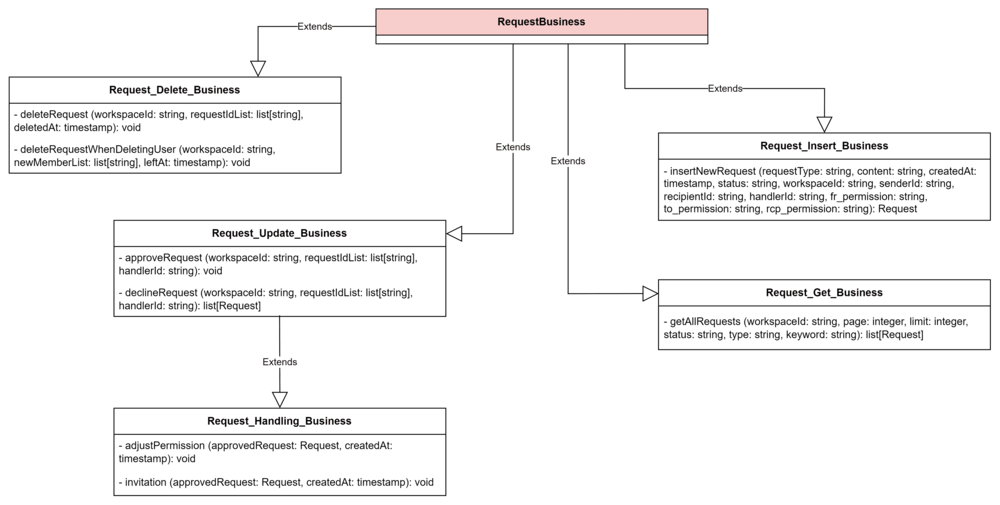 RequestBusiness
Extends
Request_Delete_Business
- deleteRequest (workspaceId: string, requestIdList: list[string],
deletedAt: timestamp): void
- deleteRequestWhenDeletingUser (workspaceId: string,
newMemberList: list[string], leftAt: timestamp): void
Extends
Request_Insert_Business
- insertNewRequest (requestType: string, content: string, createdAt:
timestamp, status: string, workspaceId: string, senderId: string,
recipientId: string, handlerId: string, fr_permission: string,
to_permission: string, rcp_permission: string): Request
Extends
Extends
Request_Update_Business
- approveRequest (workspaceId: string, requestIdList: list[string],
handlerId: string): void
- declineRequest (workspaceId: string, requestIdList: list[string],
handlerId: string): list[Request]
Request_Get_Business
- getAllRequests (workspaceId: string, page: integer, limit: integer,
status: string, type: string, keyword: string): list[Request]
Extends
Request_Handling_Business
- adjustPermission (approvedRequest: Request, createdAt:
timestamp): void
- invitation (approvedRequest: Request, createdAt: timestamp): void